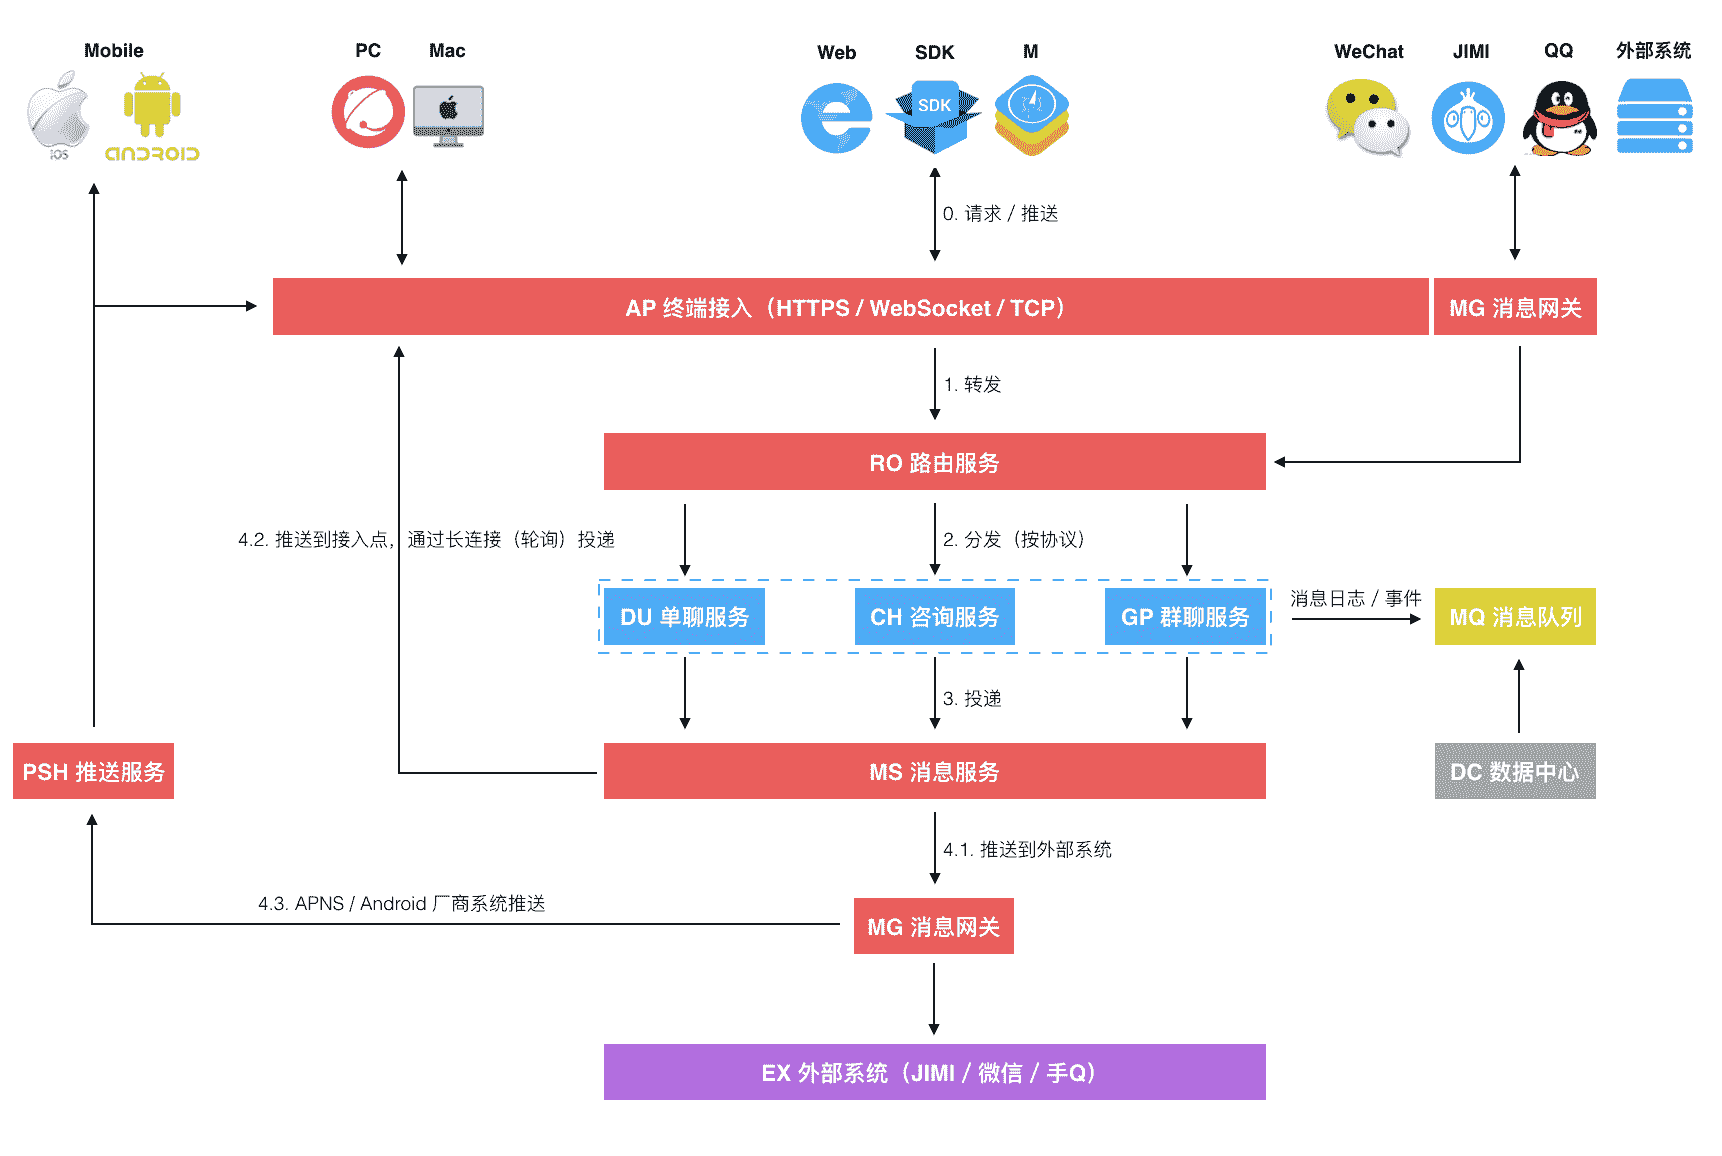 Mobile
PC
Mac
Web
SDK
M
WeChat
JIMI
QQ
外部系统
SDK
iOS
ANDROID
0. 请求 / 推送
AP 终端接入（HTTPS / WebSocket / TCP）
MG 消息网关
1. 转发
RO 路由服务
4.2. 推送到接入点，通过长连接（轮询）投递
2. 分发（按协议）
DU 单聊服务
CH 咨询服务
GP 群聊服务
消息日志 / 事件
MQ 消息队列
3. 投递
PSH 推送服务
MS 消息服务
DC 数据中心
4.1. 推送到外部系统
4.3. APNS / Android 厂商系统推送
MG 消息网关
EX 外部系统（JIMI / 微信 / 手Q）